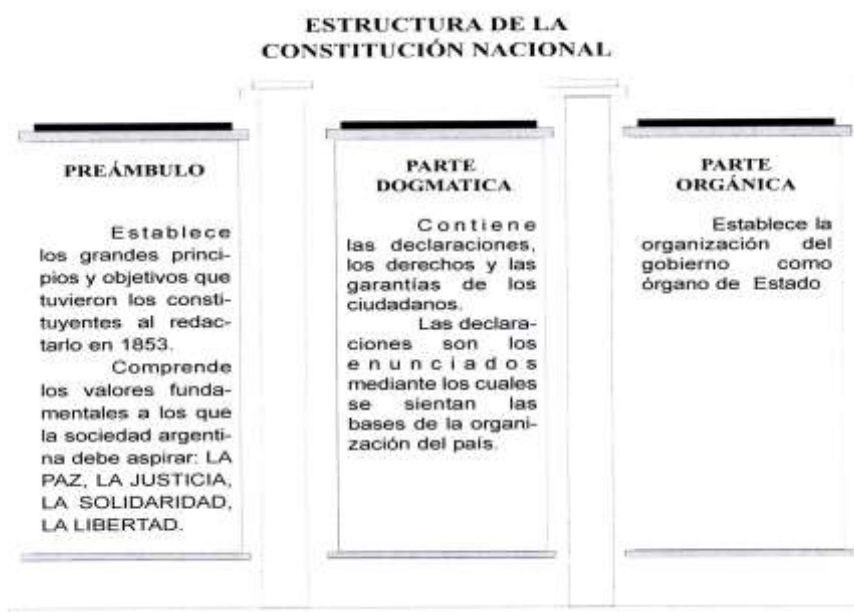 ESTRUCTURA DE LA
CONSTITUCIÓN NACIONAL
PREÁMBULO
Establece
los grandes princi-
pios y objetivos que
tuvieron los consti-
tuyentes al redac-
tarlo en 1853.
Comprende
los valores funda-
mentales a los que
la sociedad argenti-
na debe aspirar: LA
PAZ, LA JUSTICIA,
LA SOLIDARIDAD,
LA LIBERTAD.
PARTE
DOGMATICA
Contiene
las declaraciones,
los derechos y las
garantías de los
ciudadanos.
Las declara-
ciones son los
enunciados
mediante los cuales
se sientan las
bases de la organi-
zación del país.
PARTE
ORGÁNICA
Establece la
organización del
gobierno como
órgano de Estado